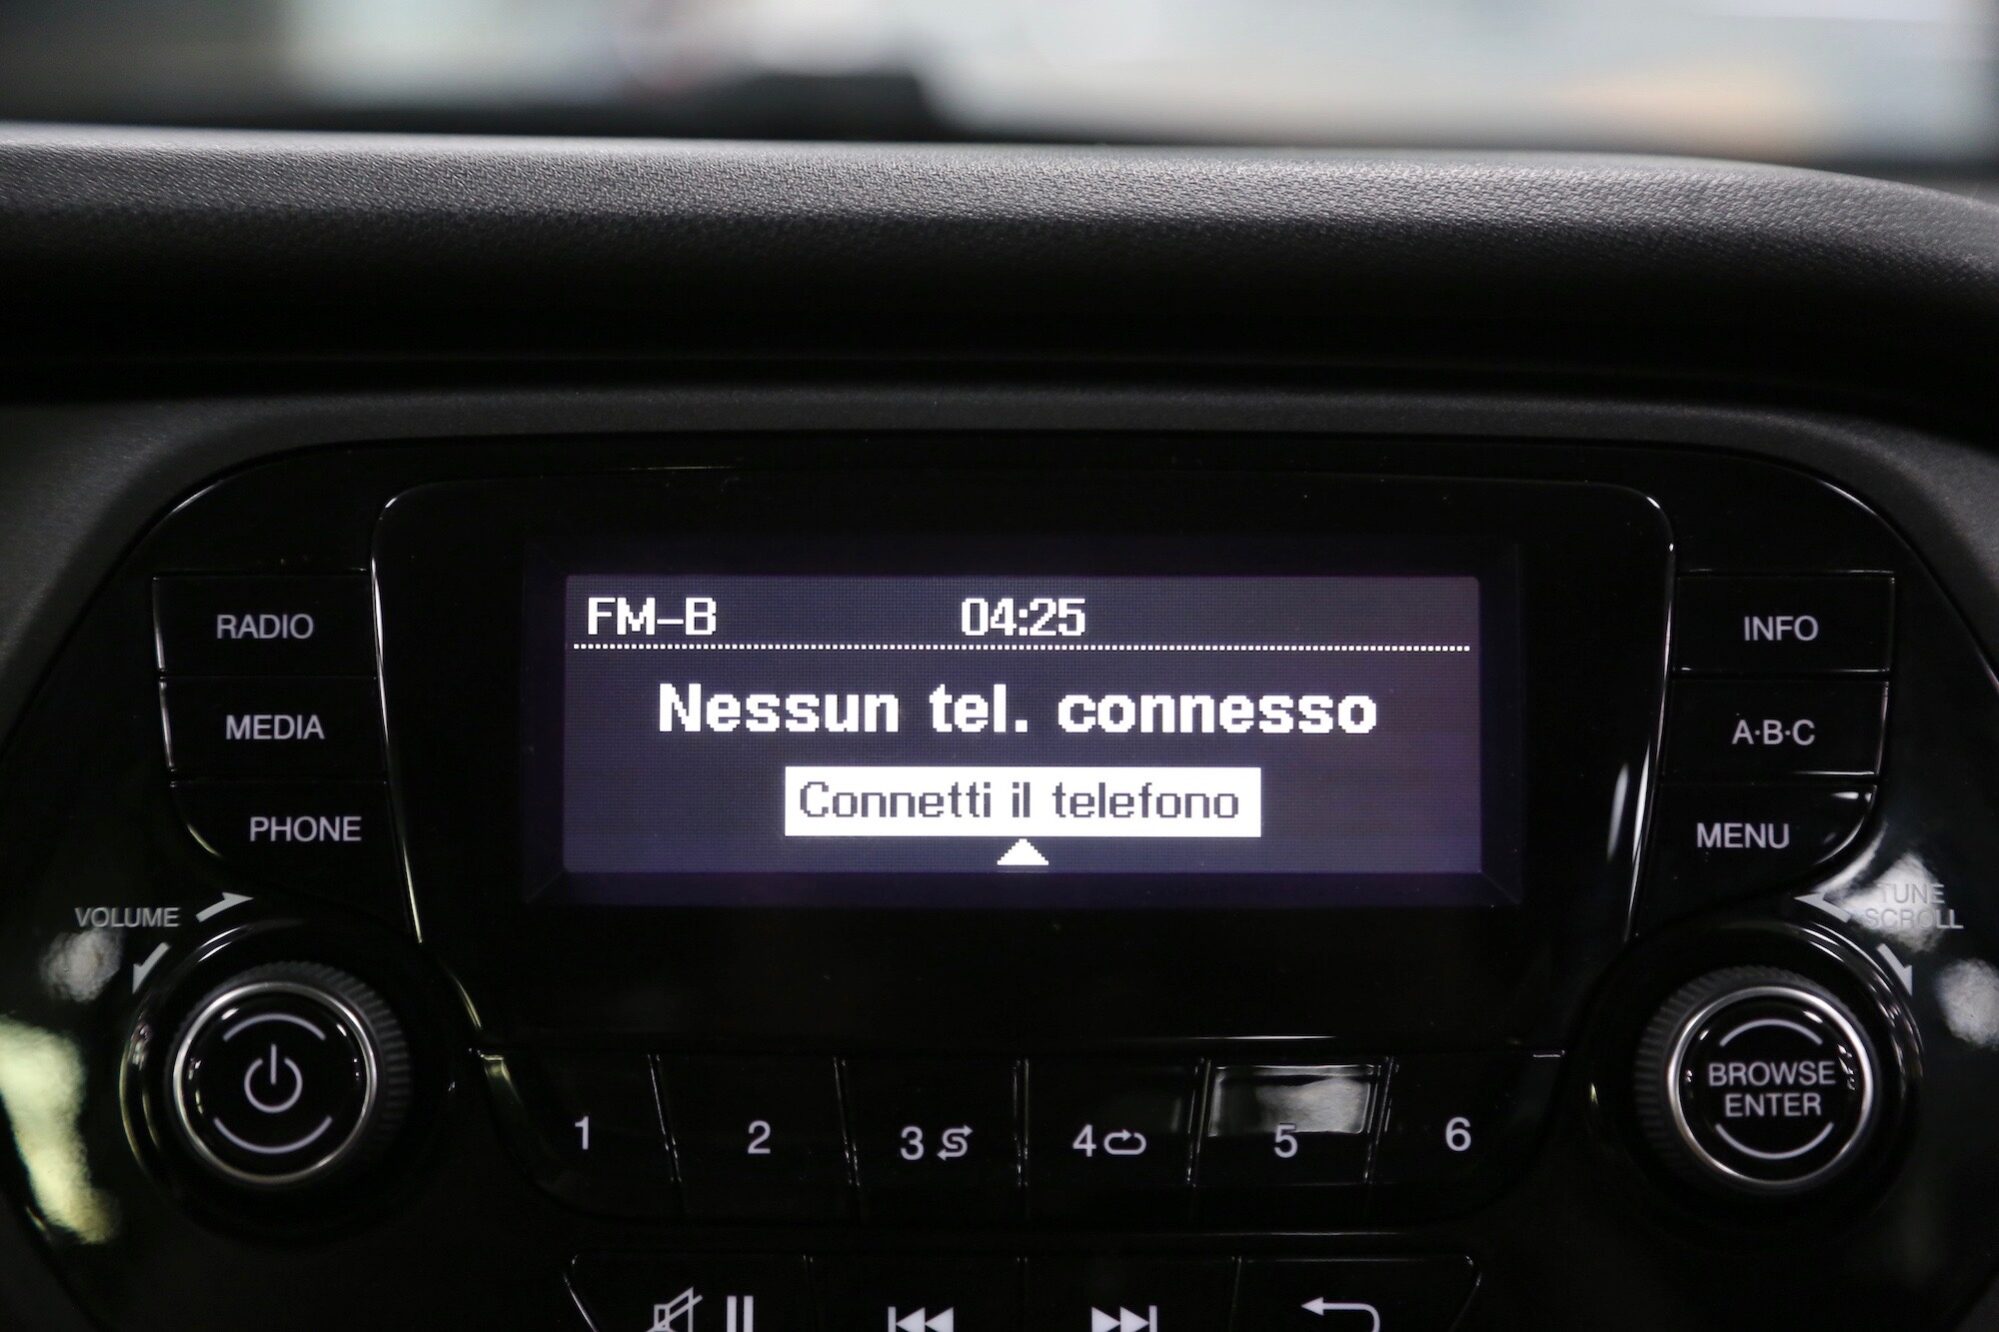 FM-B 04:25
Nessun tel. connesso
Connetti il telefono
RADIO
MEDIA
PHONE
VOLUME
INFO
A·B·C
MENU
TUNE
SCROLL
BROWSE
ENTER
1 2 3 4 5 6